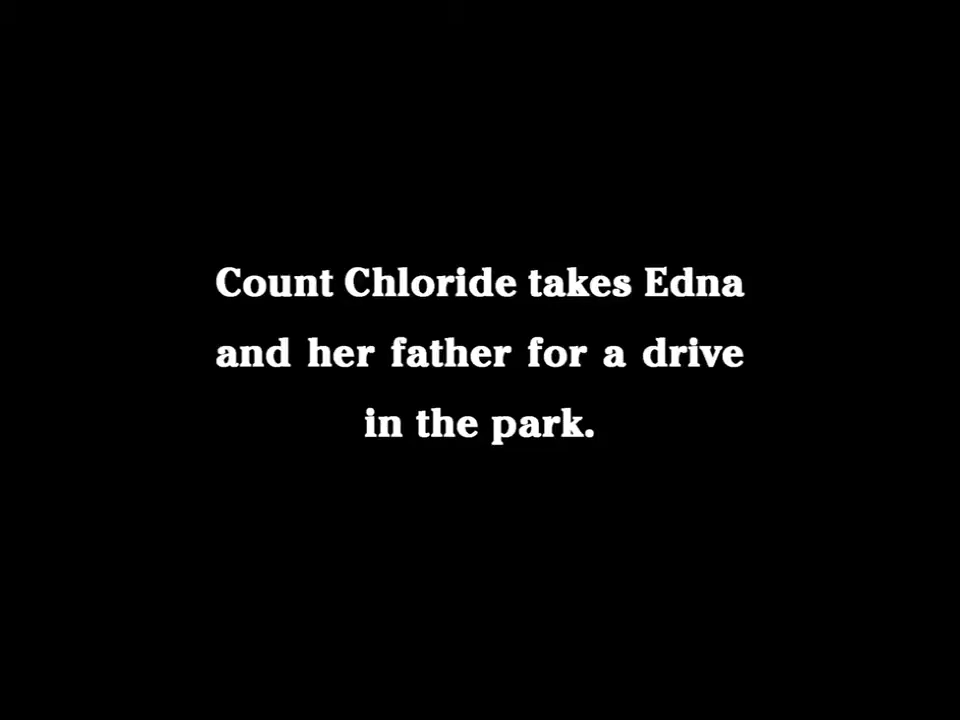 Count Chloride takes Edna
and her father for a drive
in the park.